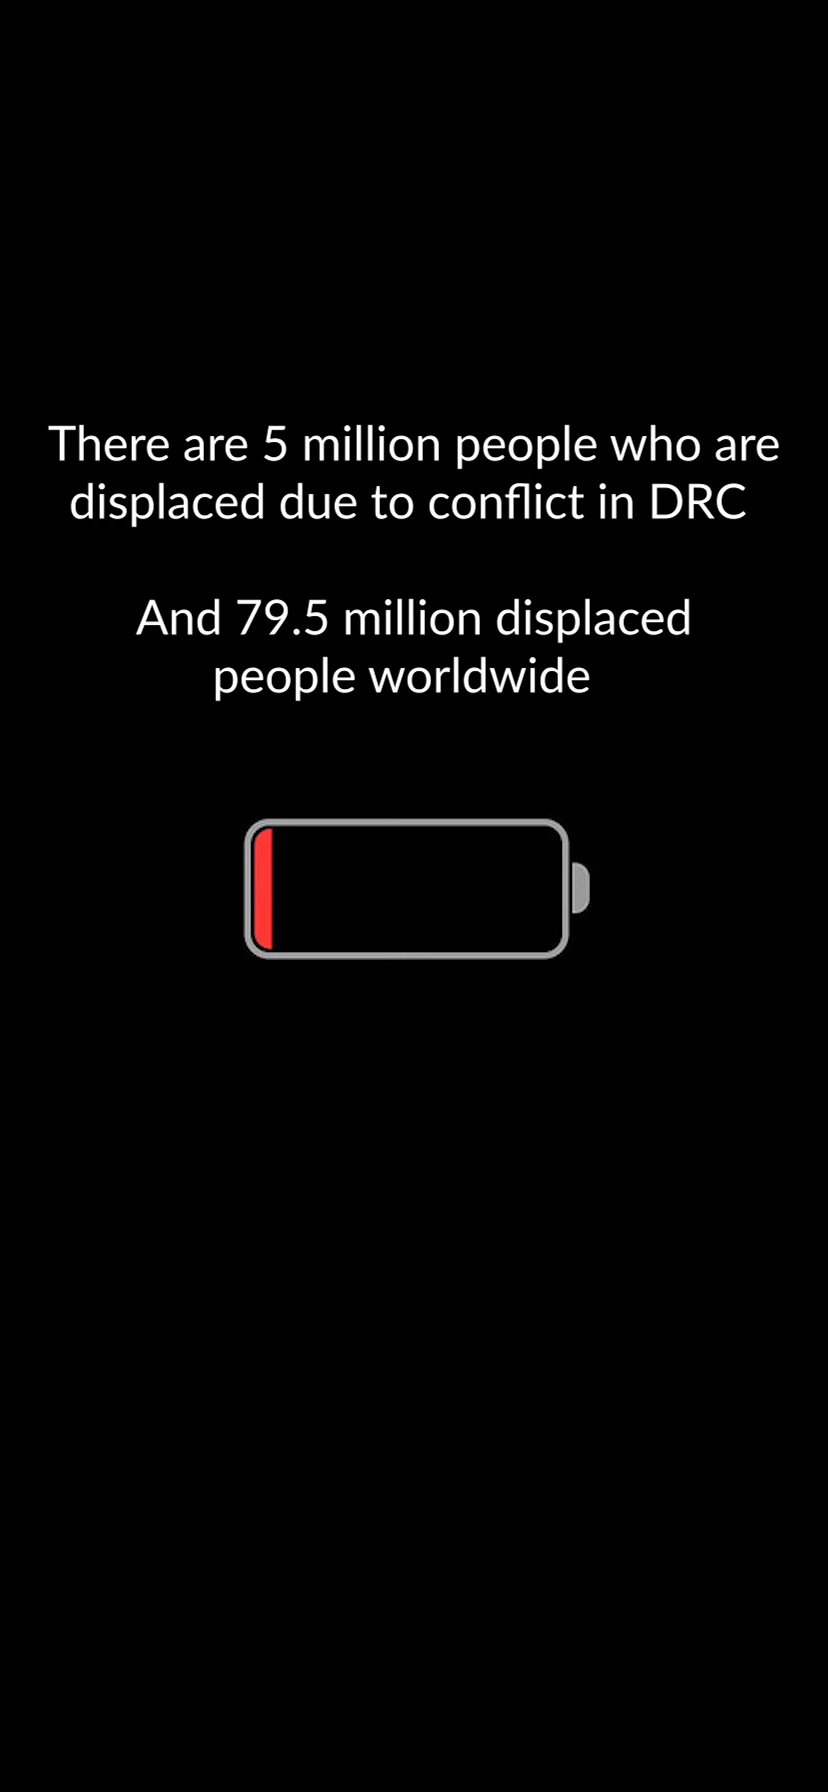 There are 5 million people who are
displaced due to conflict in DRC
And 79.5 million displaced
people worldwide